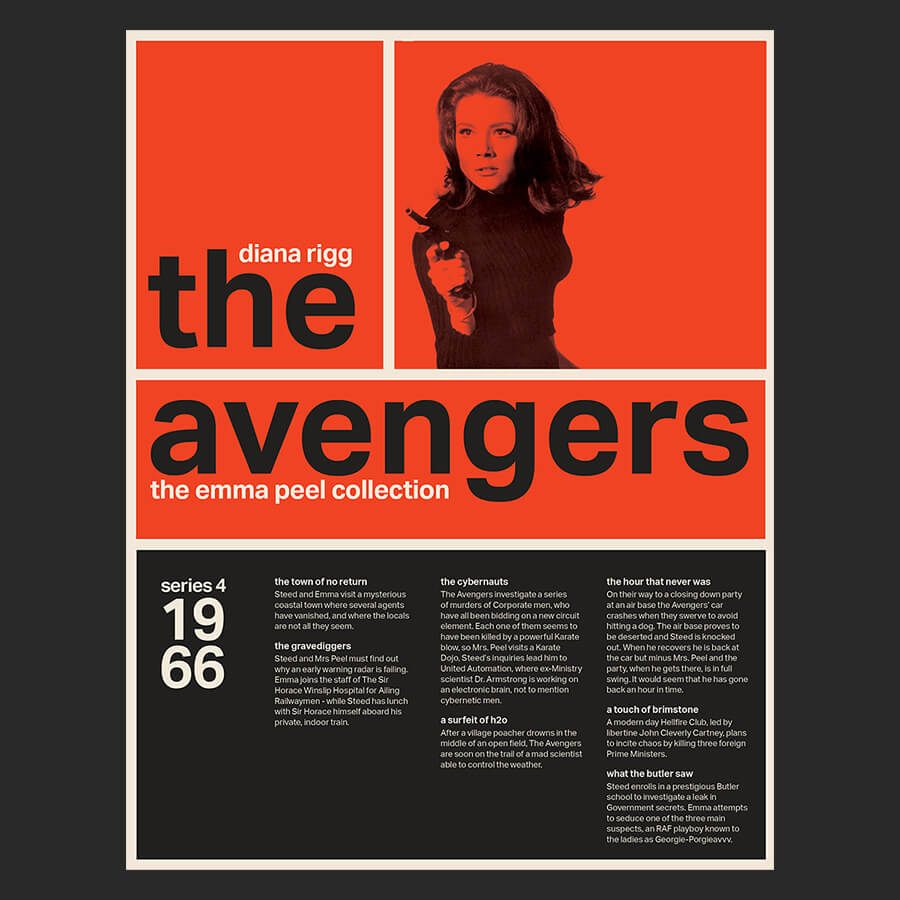 diana rigg
the
avengers
the emma peel collection
series 4
19
66
the town of no return
Steed and Emma visit a mysterious
coastal town where several agents
have vanished, and where the locals
are not all they seem.
the gravediggers
Steed and Mrs Peel must find out
why an early warning radar is failing.
Emma joins the staff of The Sir
Horace Winslip Hospital for Ailing
Railwaymen - while Steed has lunch
with Sir Horace himself aboard his
private, indoor train.
the cybernauts
The Avengers investigate a series
of murders of Corporate men, who
have all been bidding on a new circuit
element. Each one of them seems to
have been killed by a powerful Karate
blow, so Mrs. Peel visits a Karate
Dojo, Steed's inquiries lead him to
United Automation, where ex-Ministry
scientist Dr. Armstrong is working on
an electronic brain, not to mention
cybernetic men.
a surfeit of h2o
After a village poacher drowns in the
middle of an open field, The Avengers
are soon on the trail of a mad scientist
able to control the weather.
the hour that never was
On their way to a closing down party
at an air base the Avengers' car
crashes when they swerve to avoid
hitting a dog. The air base proves to
be deserted and Steed is knocked
out. When he recovers he is back at
the car but minus Mrs. Peel and the
party, when he gets there, is in full
swing. It would seem that he has gone
back an hour in time.
a touch of brimstone
A modern day Hellfire Club, led by
libertine John Cleverly Cartney, plans
to incite chaos by killing three foreign
Prime Ministers.
what the butler saw
Steed enrolls in a prestigious Butler
school to investigate a leak in
Government secrets. Emma attempts
to seduce one of the three main
suspects, an RAF playboy known to
the ladies as Georgie-Porgieavvv.